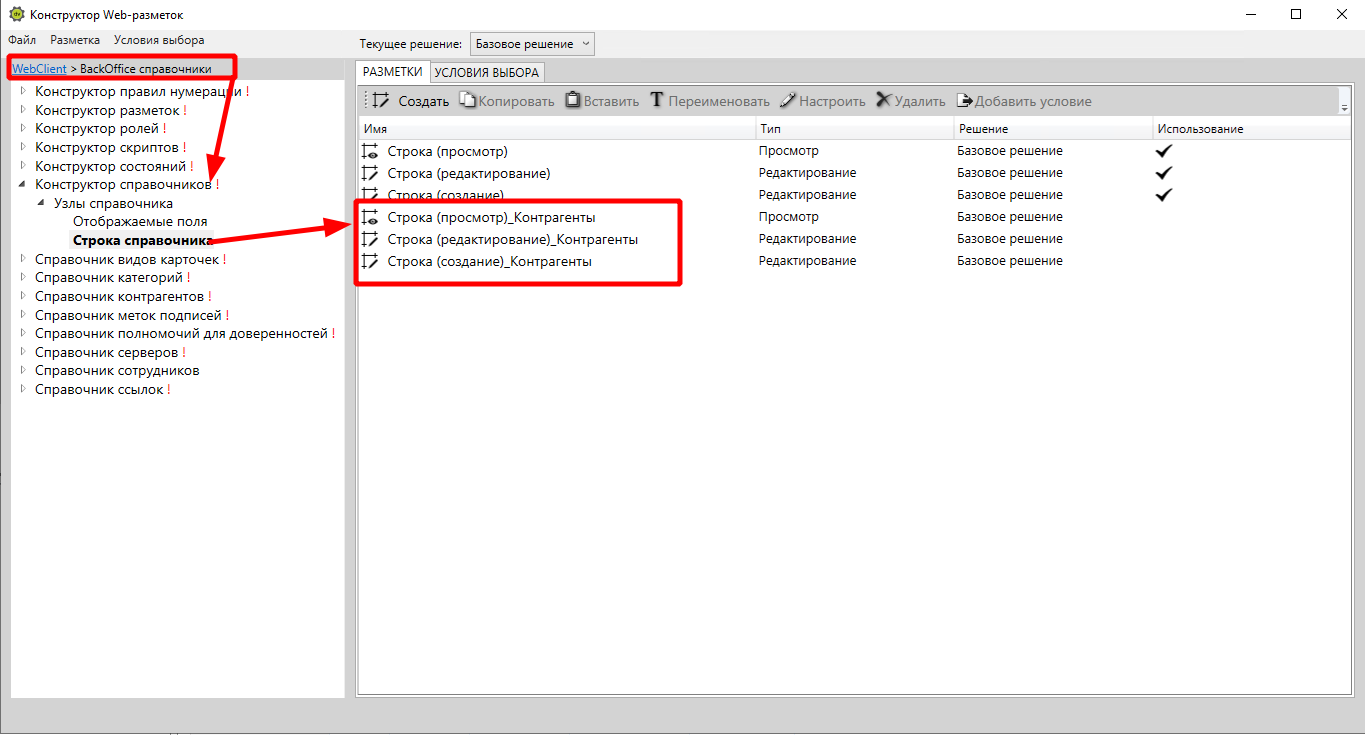 Конструктор Web-разметок
Файл Разметка Условия выбора
Текущее решение: Базовое решение
WebClient > BackOffice справочники
Конструктор правил нумерации !
Конструктор разметок !
Конструктор ролей !
Конструктор скриптов !
Конструктор состояний !
Конструктор справочников !
Узлы справочника
Отображаемые поля
Строка справочника
Справочник видов карточек !
Справочник категорий !
Справочник контрагентов !
Справочник меток подписей !
Справочник полномочий для доверенностей !
Справочник серверов !
Справочник сотрудников
Справочник ссылок !
РАЗМЕТКИ УСЛОВИЯ ВЫБОРА
Создать Копировать Вставить Переименовать Настроить Удалить Добавить условие
Имя Тип Решение Использование
Строка (просмотр) Просмотр Базовое решение
Строка (редактирование) Редактирование Базовое решение
Строка (создание) Редактирование Базовое решение
Строка (просмотр)_Контрагенты Просмотр Базовое решение
Строка (редактирование)_Контрагенты Редактирование Базовое решение
Строка (создание)_Контрагенты Редактирование Базовое решение